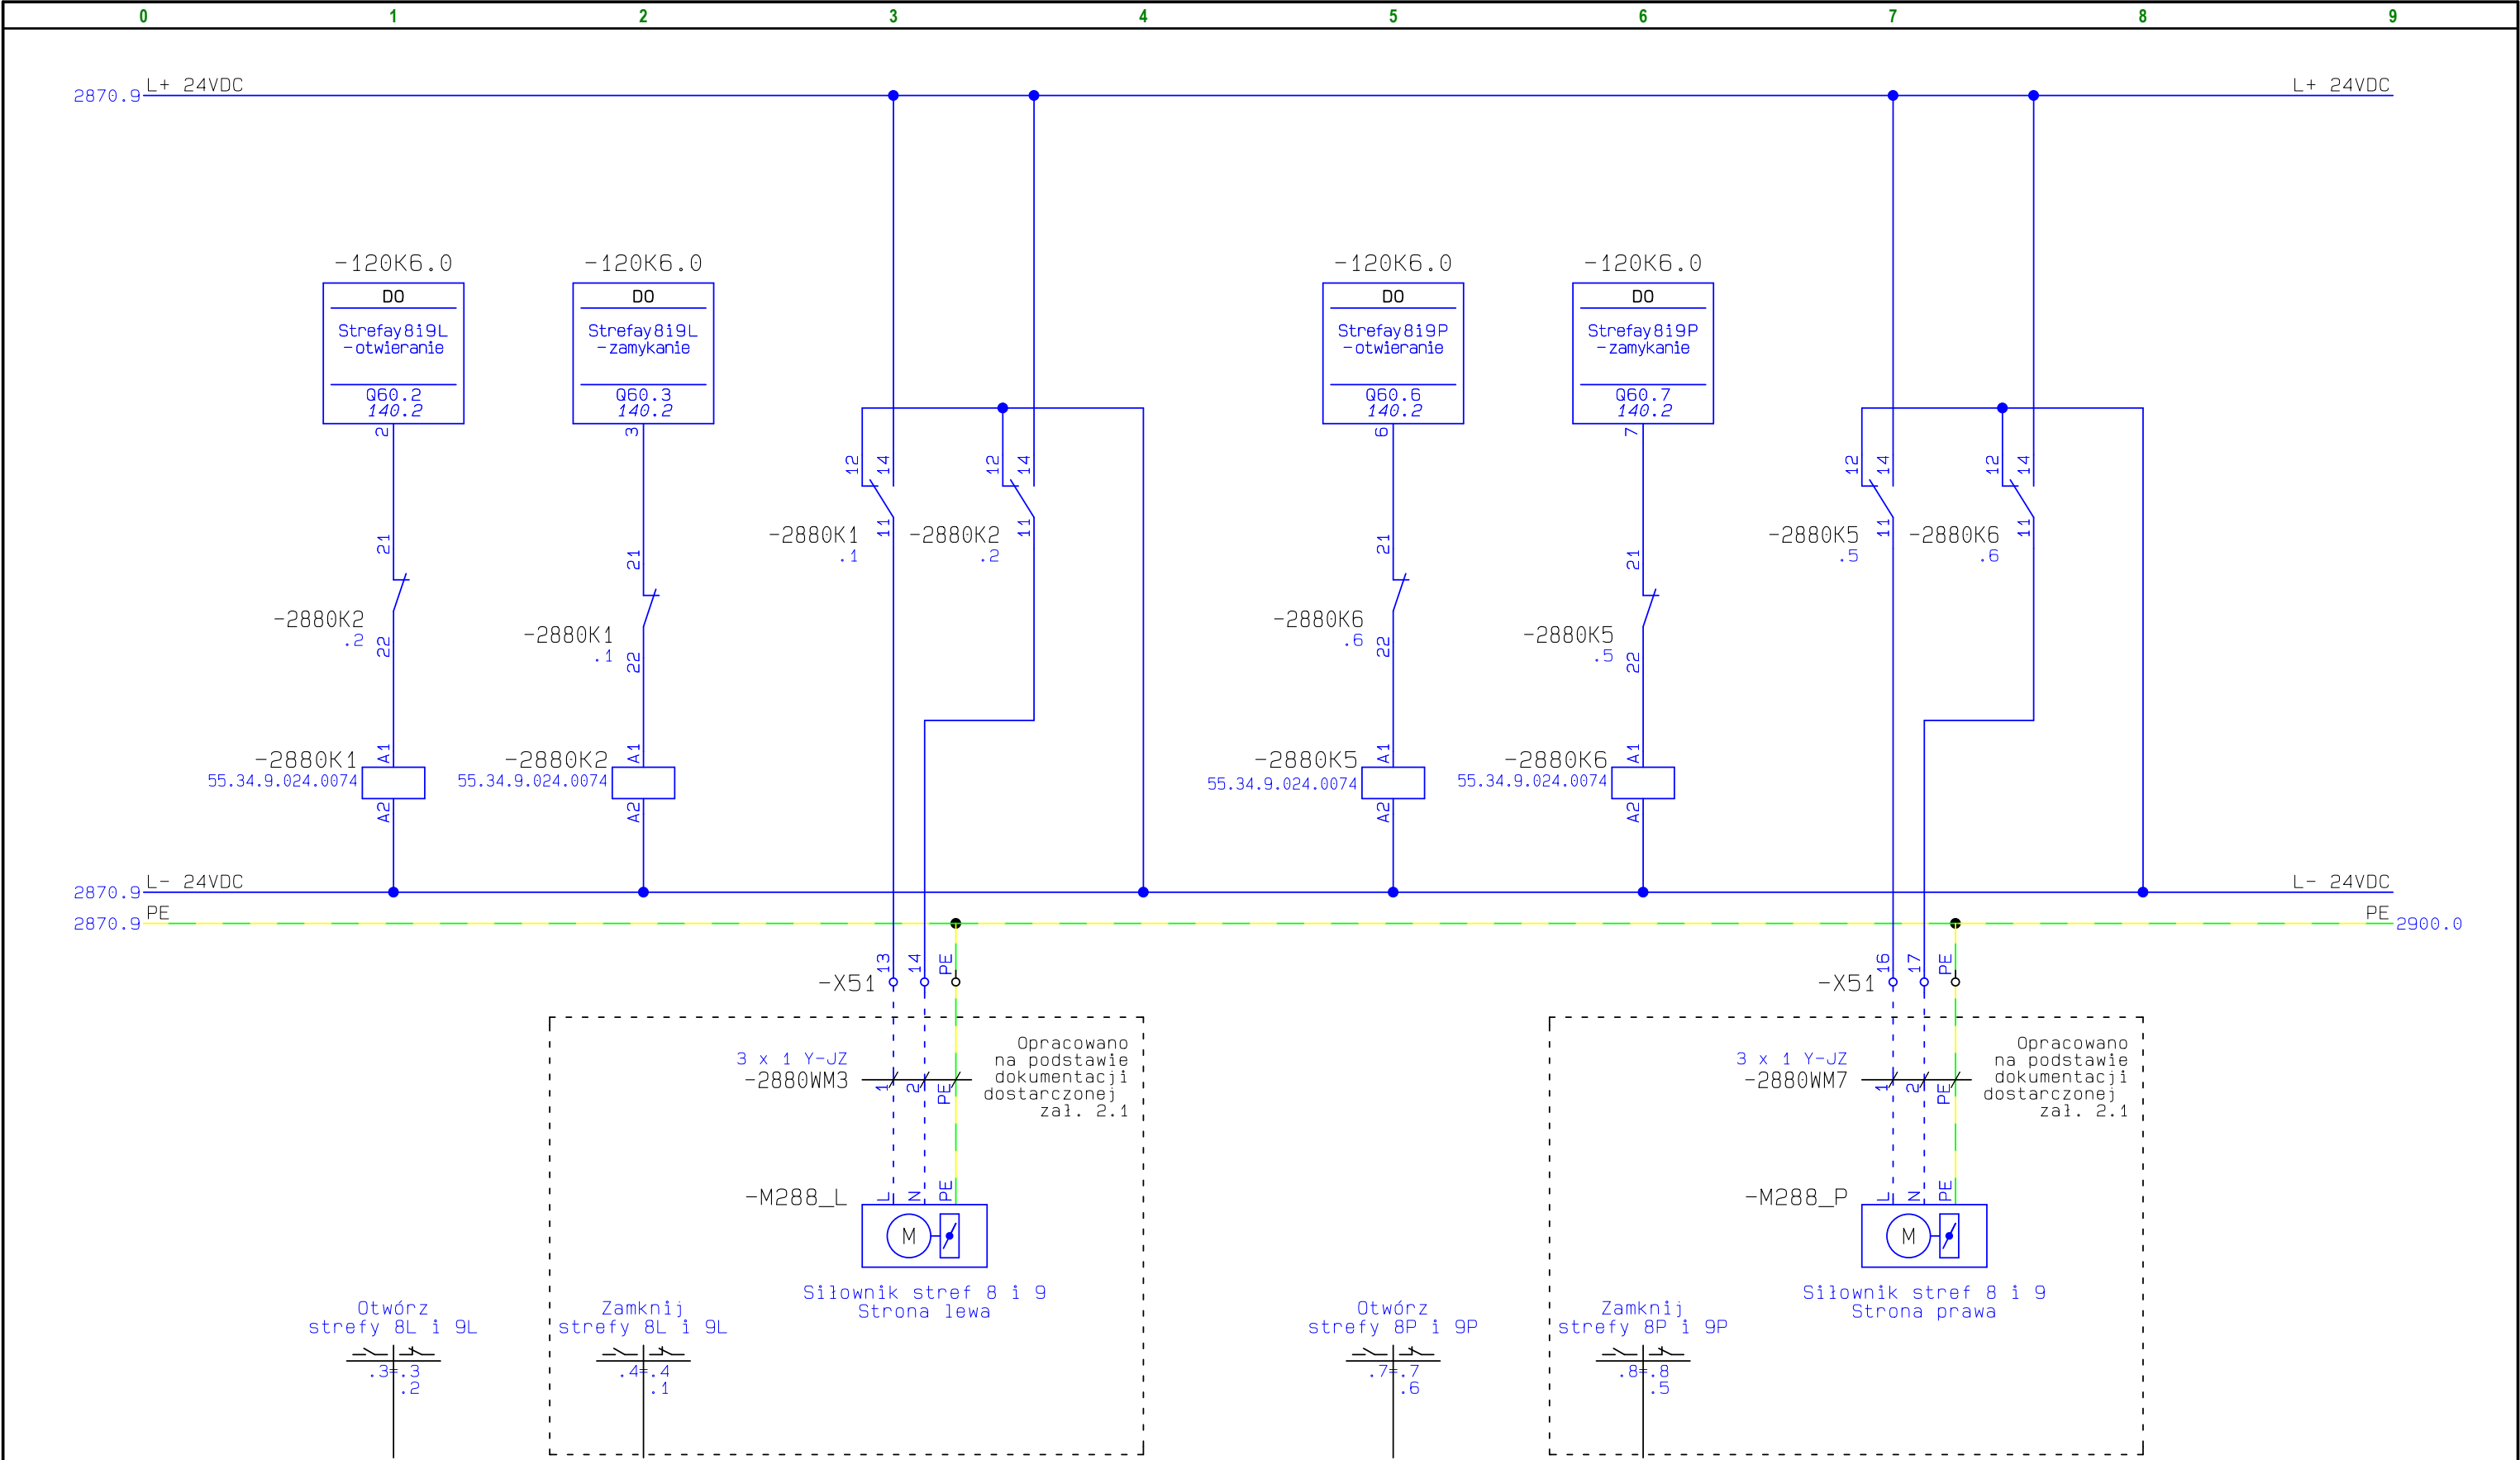 0 1 2 3 4 5 6 7 8 9
L+ 24VDC L+ 24VDC
2870.9
-120K6.0 -120K6.0 -120K6.0 -120K6.0
DO DO DO DO
Strefay8i9L Strefay8i9L Strefay8i9P Strefay8i9P
-otwieranie -zamykanie -otwieranie -zamykanie
Q60.2 Q60.3 Q60.6 Q60.7
140.2 140.2 140.2 140.2
2 3 6 7
12 14 12 14 12 14 12 14
-2880K1 11 -2880K2 11 -2880K5 11 -2880K6 11
.1 .2 .5 .6
21 21 21 21
-2880K2 -2880K1 -2880K6 -2880K5
.2 22 .1 22 .6 22 .5 22
-2880K1 A1 -2880K2 A1 -2880K5 A1 -2880K6 A1
55.34.9.024.0074 55.34.9.024.0074 55.34.9.024.0074 55.34.9.024.0074
A2 A2 A2 A2
L- 24VDC L- 24VDC
2870.9
PE PE
2870.9 2900.0
13 14 PE 16 17 PE
-X51 -X51
Opracowano
na podstawie
dokumentacji
dostarczonej
zał. 2.1
3 x 1 Y-JZ
-2880WM3 1 2 PE
-M288_L L N PE
M
Siłownik stref 8 i 9
Strona lewa
Opracowano
na podstawie
dokumentacji
dostarczonej
zał. 2.1
3 x 1 Y-JZ
-2880WM7 1 2 PE
-M288_P L N PE
M
Siłownik stref 8 i 9
Strona prawa
Otwórz
strefy 8L i 9L
.3=.3
.2
Zamknij
strefy 8L i 9L
.4=.4
.1
Otwórz
strefy 8P i 9P
.7=.7
.6
Zamknij
strefy 8P i 9P
.8=.8
.5